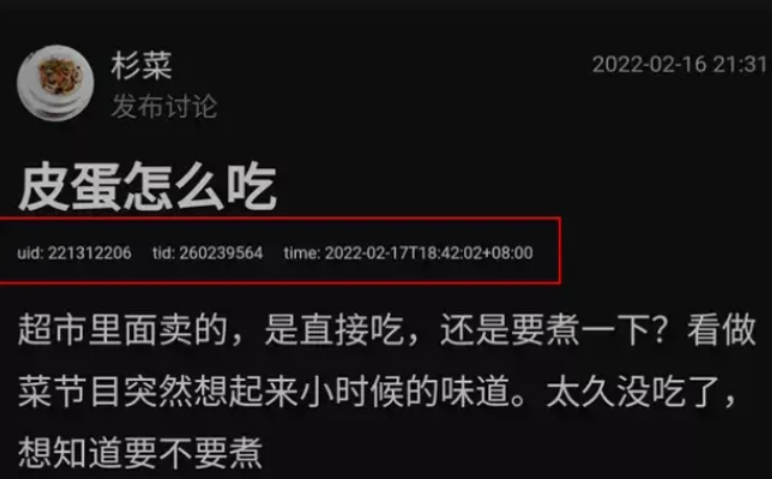 杉菜
2022-02-16 21:31
发布讨论
皮蛋怎么吃
uid: 221312206 tid: 260239564 time: 2022-02-17T18:42:02+08:00
超市里面卖的，是直接吃，还是要煮一下？看做
菜节目突然想起来小时候的味道。太久没吃了，
想知道要不要煮